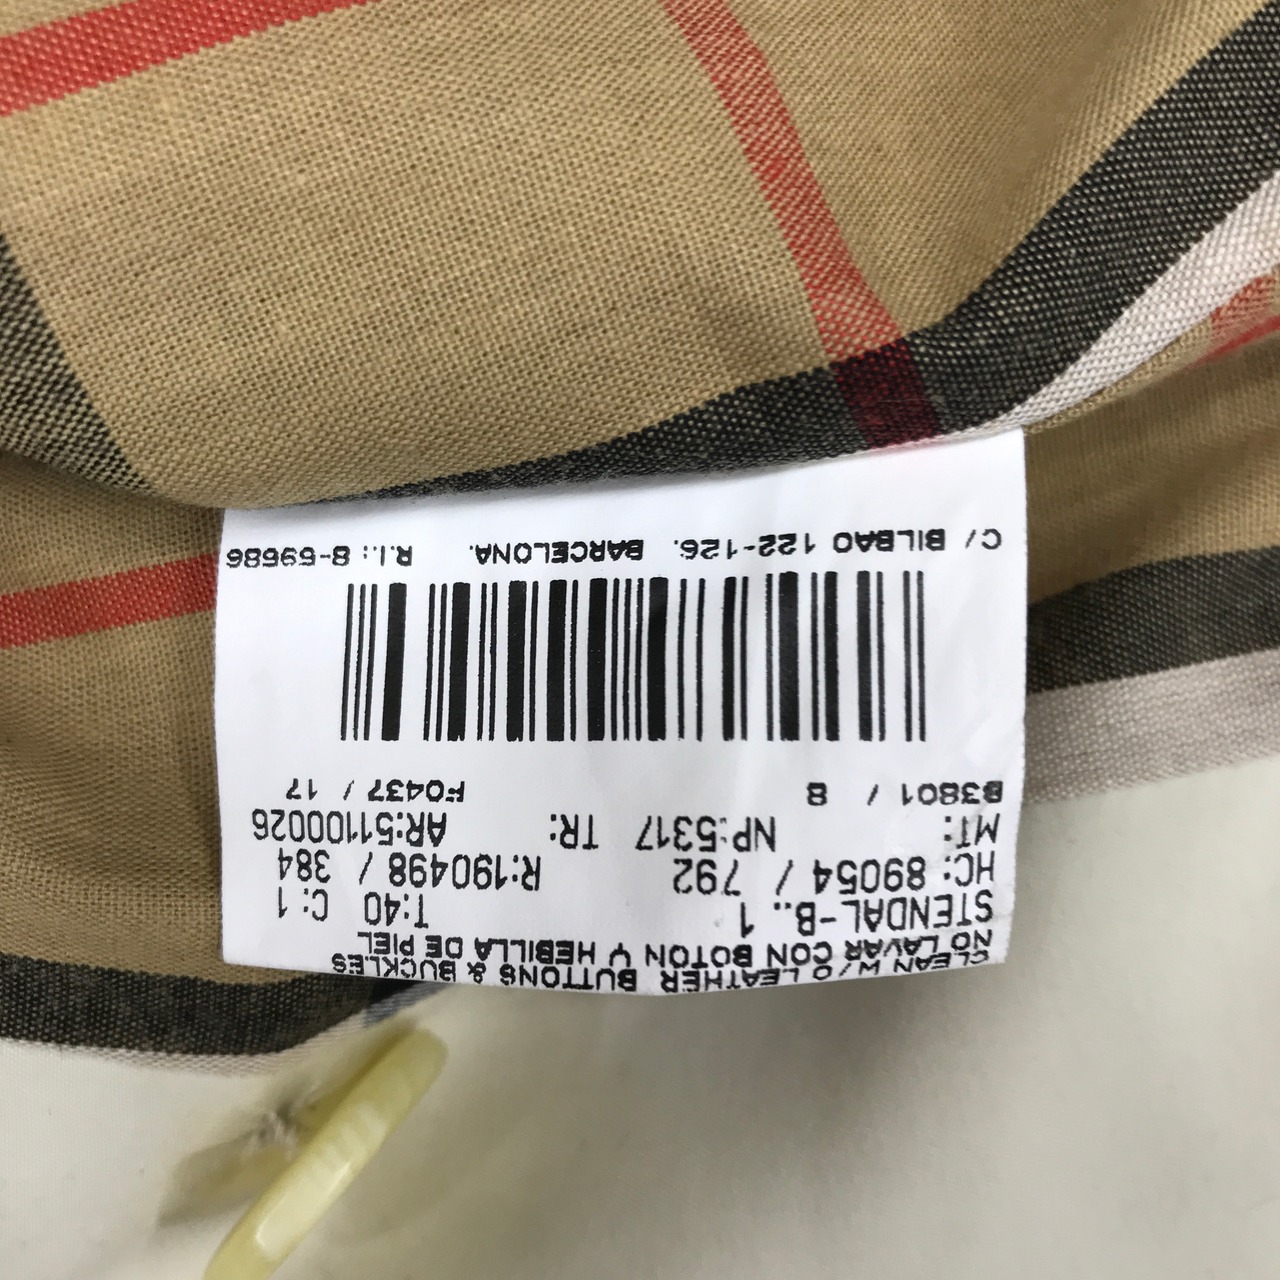 CLEAN W/O LEATHER BUTTONS & BUCKLES
NO LAVAR CON BOTON Y HEBILLA DE PIEL
STENDAL-B.. 1 T:40 C: 1
HC: 89054 / 792 R:190498 / 384
MT: NP:5317 TR: AR:51100026
B3801 / 8 F0437 / 17
C/ BILBAO 122-126. BARCELONA. R.I.: 8-59686